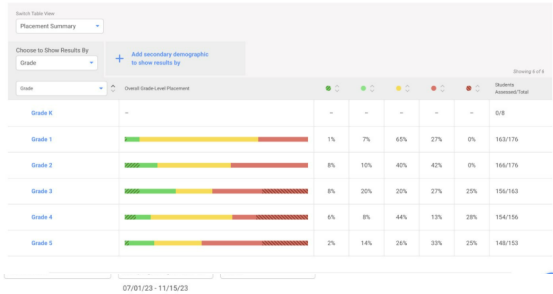 Switch Table View
Placement Summary
Choose to Show Results By
Grade
Add secondary demographic
to show results by
Showing 6 of 6
Grade
Overall Grade-Level Placement
Students
Assessed/Total
Grade K – – – – – – 0/8
Grade 1 1% 7% 65% 27% 0% 163/176
Grade 2 8% 10% 40% 42% 0% 166/176
Grade 3 8% 20% 20% 27% 25% 156/163
Grade 4 6% 8% 44% 13% 28% 154/156
Grade 5 2% 14% 26% 33% 25% 148/153
07/01/23 - 11/15/23